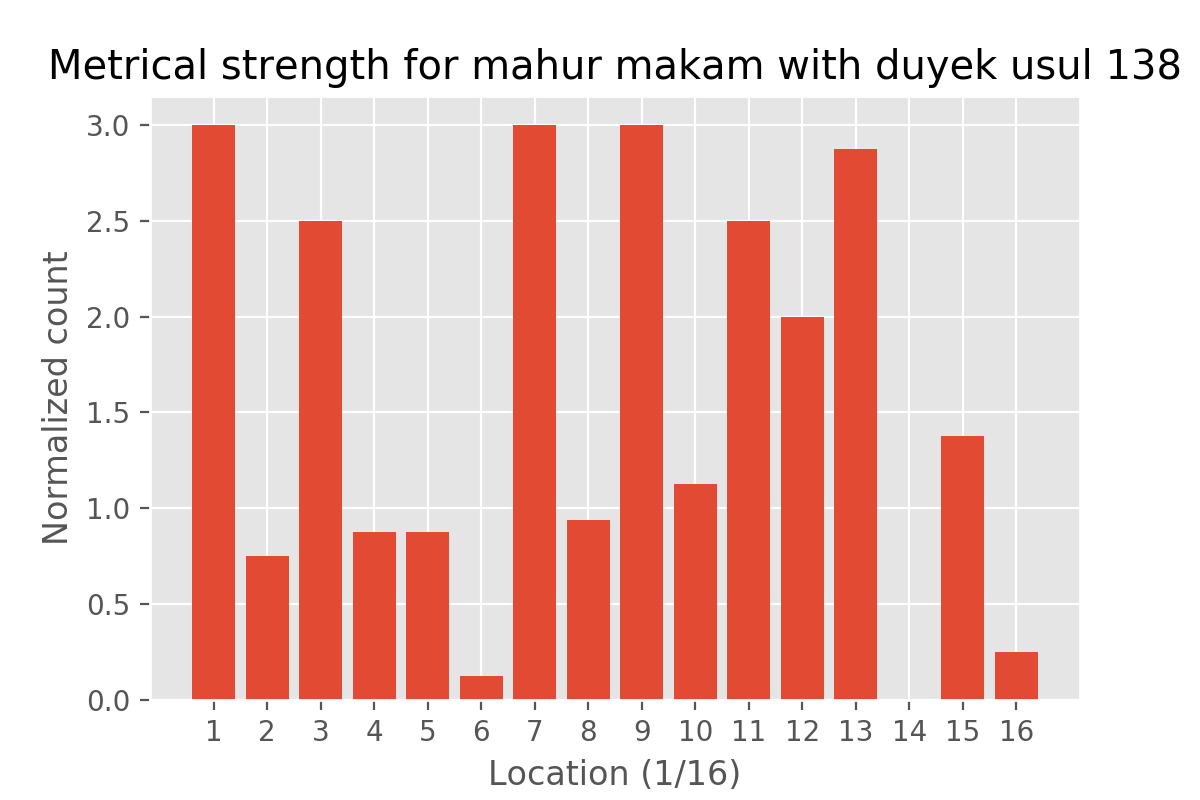 Metrical strength for mahur makam with duyek usul 138
3.0
2.5
2.0
1.5
1.0
0.5
0.0
Normalized count
1 2 3 4 5 6 7 8 9 10 11 12 13 14 15 16
Location (1/16)